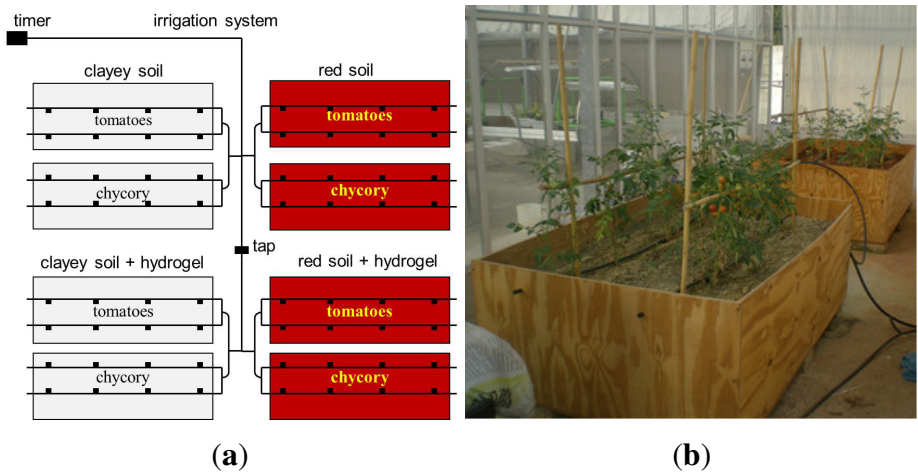 timer
irrigation system
clayey soil
red soil
tomatoes
tomatoes
chycory
chycory
tap
clayey soil + hydrogel
red soil + hydrogel
tomatoes
tomatoes
chycory
chycory
(a)
(b)